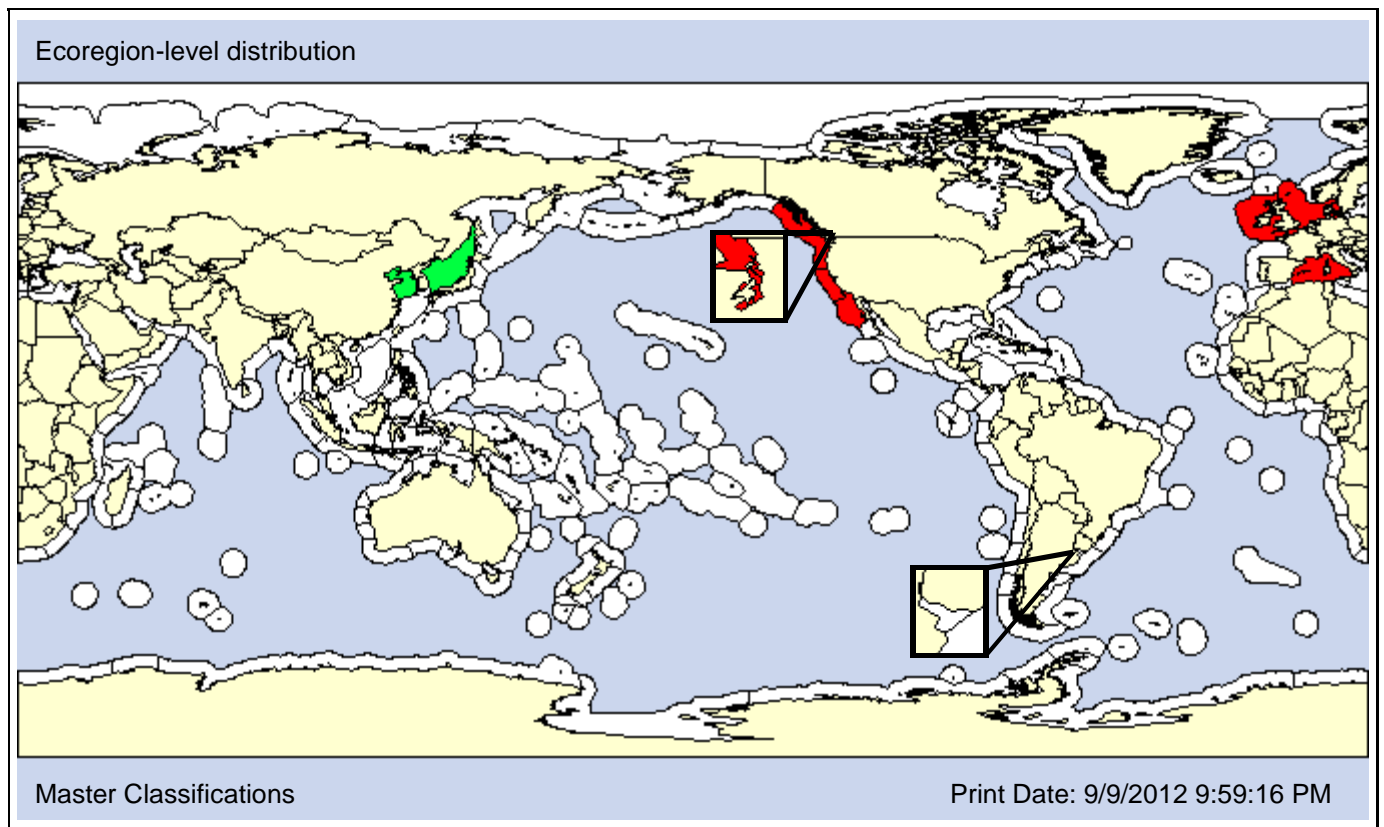 Ecoregion-level distribution
Master Classifications
Print Date: 9/9/2012 9:59:16 PM